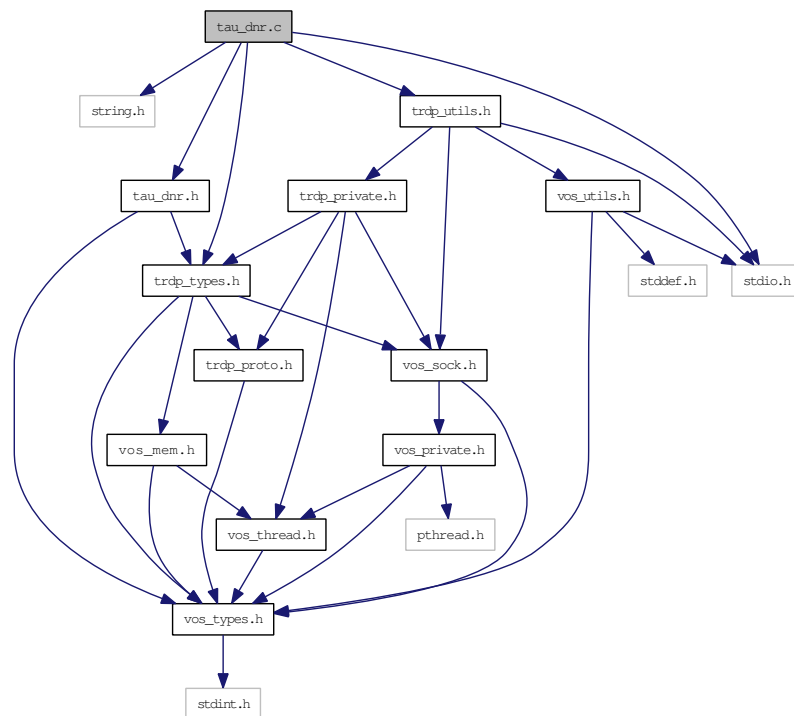 tau_dnr.c
string.h
trdp_utils.h
tau_dnr.h
trdp_private.h
vos_utils.h
trdp_types.h
stddef.h
stdio.h
trdp_proto.h
vos_sock.h
vos_mem.h
vos_private.h
vos_thread.h
pthread.h
vos_types.h
stdint.h